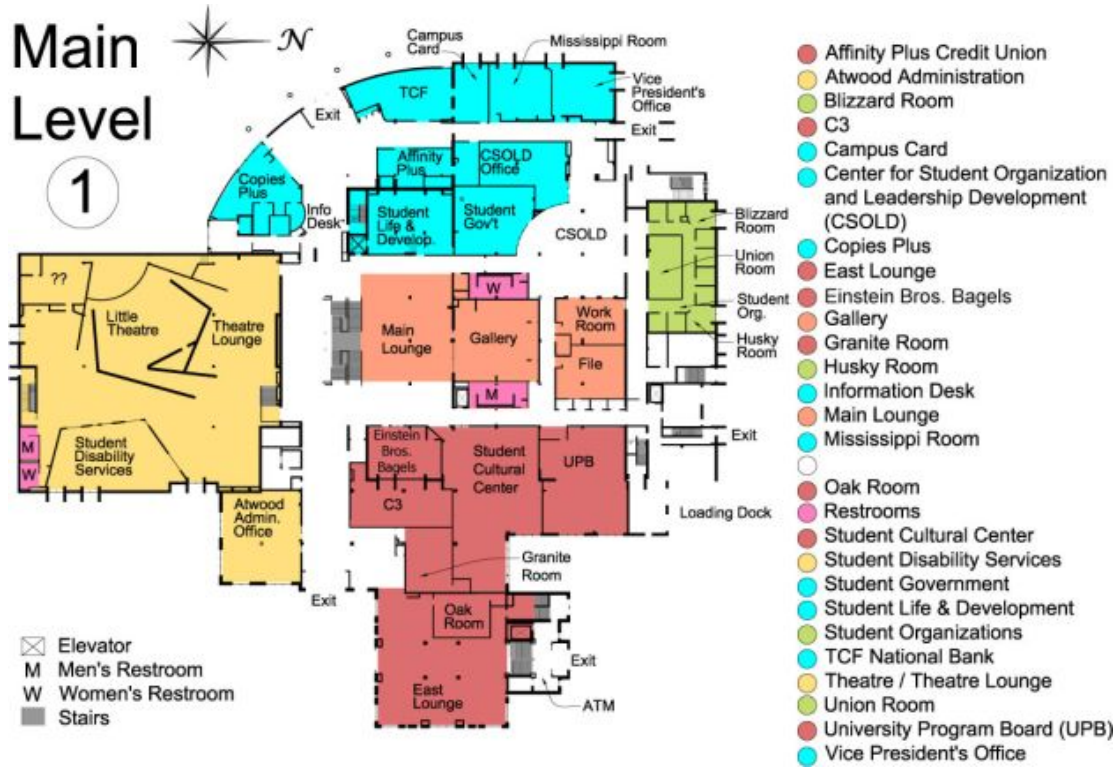 Main
Level
1
N
Campus
Card
Mississippi Room
TCF
Vice
President's
Office
Exit
Exit
Affinity
Plus
CSOLD
Office
Copies
Plus
Info
Desk
Student
Life &
Develop.
Student
Gov't
CSOLD
Blizzard
Room
Union
Room
Student
Org.
Husky
Room
??
Little
Theatre
Theatre
Lounge
Main
Lounge
W
Gallery
M
Work
Room
File
Exit
M
W
Student
Disability
Services
Einstein
Bros.
Bagels
Student
Cultural
Center
UPB
C3
Loading Dock
Atwood
Admin.
Office
Granite
Room
Exit
Oak
Room
Exit
East
Lounge
ATM
Elevator
M Men's Restroom
W Women's Restroom
Stairs
Affinity Plus Credit Union
Atwood Administration
Blizzard Room
C3
Campus Card
Center for Student Organization
and Leadership Development
(CSOLD)
Copies Plus
East Lounge
Einstein Bros. Bagels
Gallery
Granite Room
Husky Room
Information Desk
Main Lounge
Mississippi Room
Oak Room
Restrooms
Student Cultural Center
Student Disability Services
Student Government
Student Life & Development
Student Organizations
TCF National Bank
Theatre / Theatre Lounge
Union Room
University Program Board (UPB)
Vice President's Office